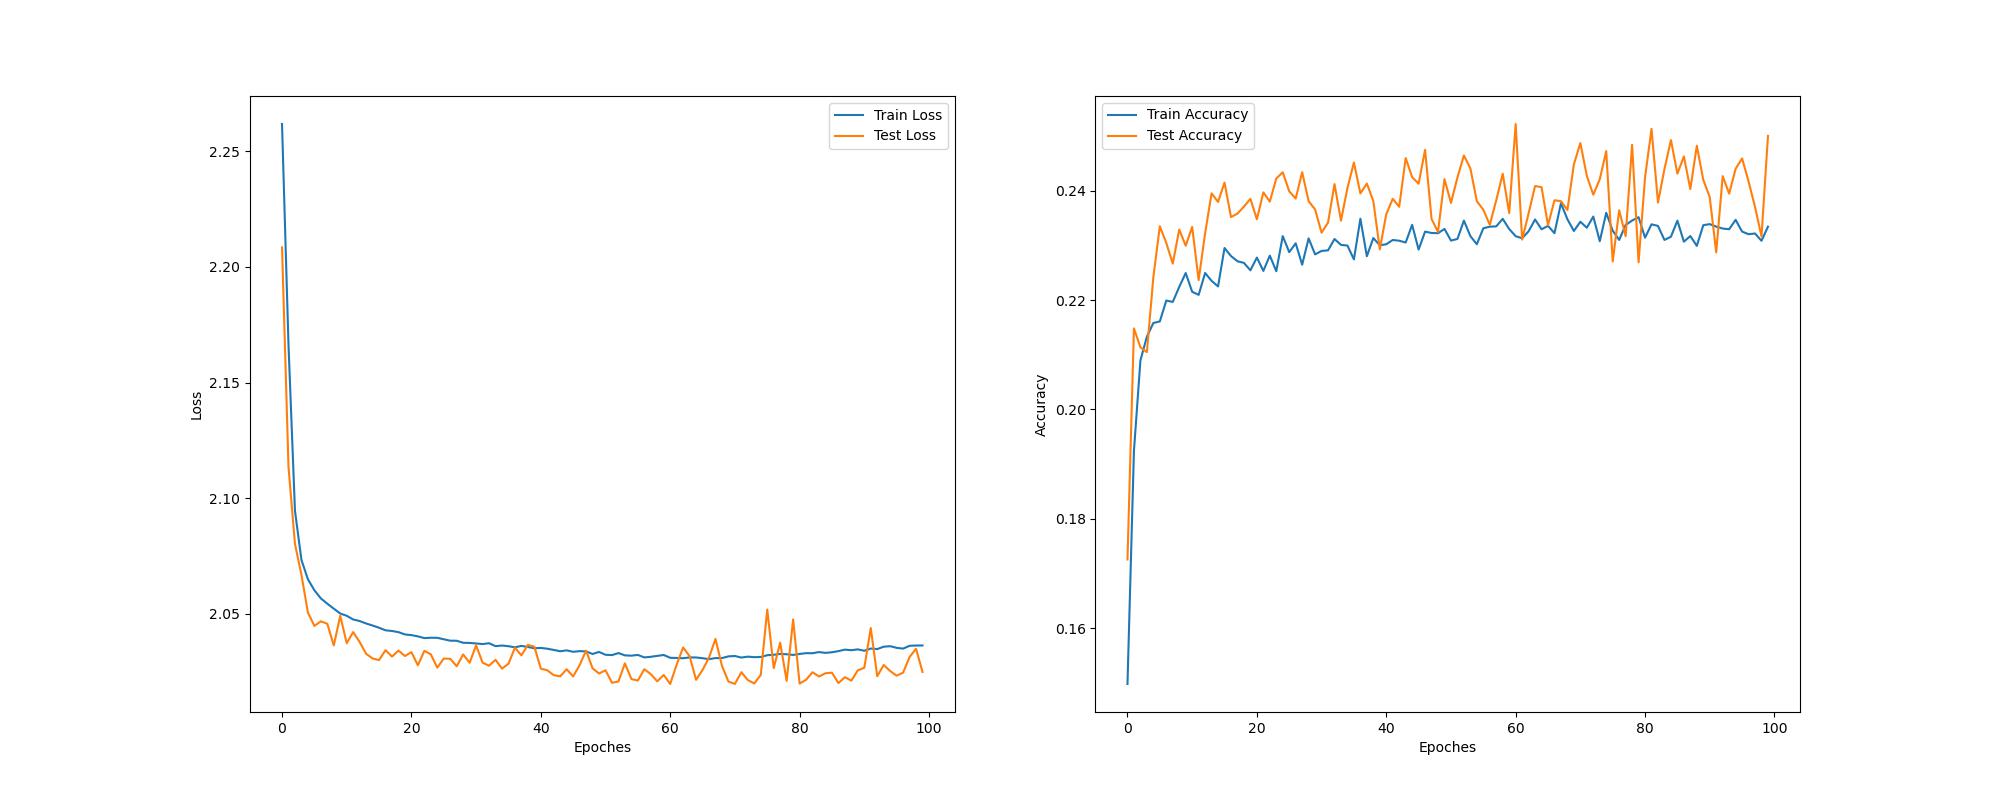 Train Loss
Test Loss
2.25
2.20
2.15
2.10
2.05
Loss
0 20 40 60 80 100
Epoches
Train Accuracy
Test Accuracy
0.24
0.22
0.20
0.18
0.16
Accuracy
0 20 40 60 80 100
Epoches